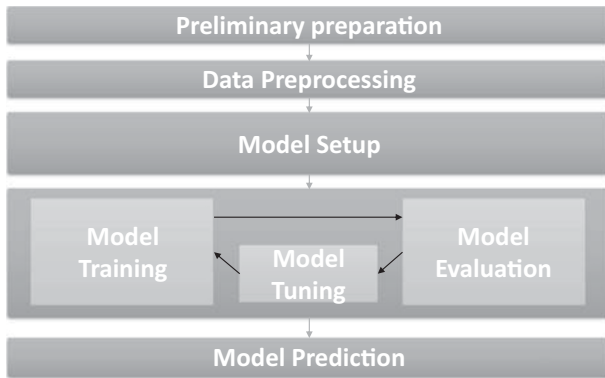 Preliminary preparation
Data Preprocessing
Model Setup
Model
Training
Model
Tuning
Model
Evaluation
Model Prediction